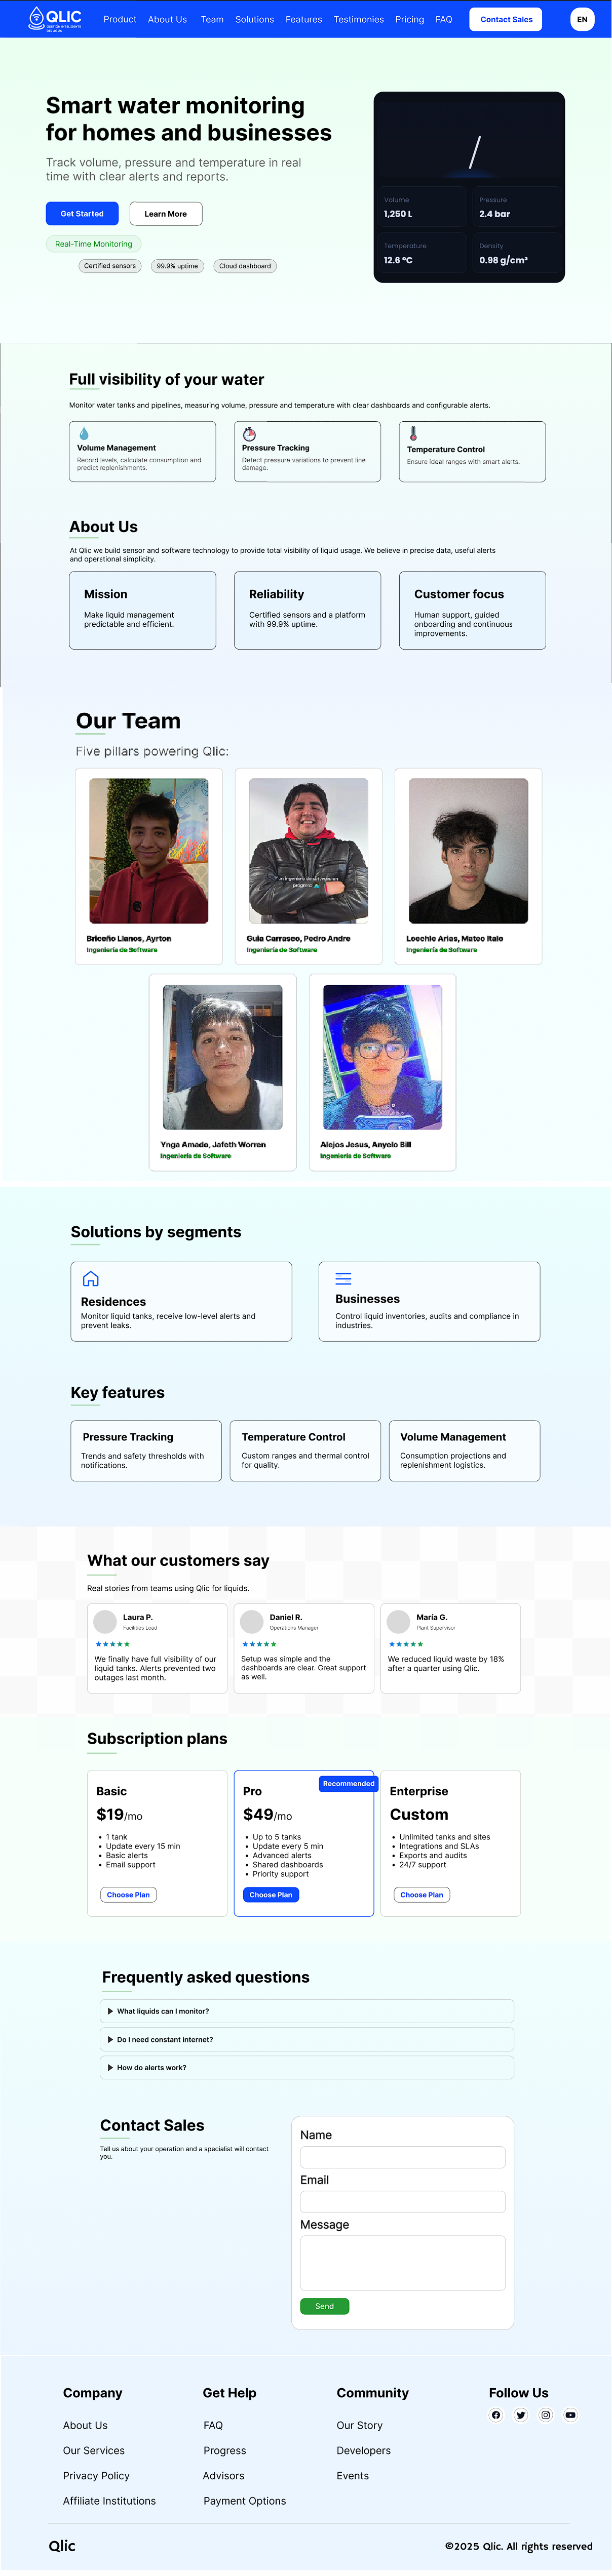 QLIC
GESTIÓN INTELIGENTE
DEL AGUA
Product About Us Team Solutions Features Testimonies Pricing FAQ Contact Sales EN
Smart water monitoring
for homes and businesses
Track volume, pressure and temperature in real
time with clear alerts and reports.
Get Started Learn More
Real-Time Monitoring
Certified sensors 99.9% uptime Cloud dashboard
Volume Pressure
1,250 L 2.4 bar
Temperature Density
12.6 °C 0.98 g/cm³
Full visibility of your water
Monitor water tanks and pipelines, measuring volume, pressure and temperature with clear dashboards and configurable alerts.
Volume Management
Record levels, calculate consumption and
predict replenishments.
Pressure Tracking
Detect pressure variations to prevent line
damage.
Temperature Control
Ensure ideal ranges with smart alerts.
About Us
At Qlic we build sensor and software technology to provide total visibility of liquid usage. We believe in precise data, useful alerts
and operational simplicity.
Mission
Make liquid management
predictable and efficient.
Reliability
Certified sensors and a platform
with 99.9% uptime.
Customer focus
Human support, guided
onboarding and continuous
improvements.
Our Team
Five pillars powering Qlic:
Briceño Llanos, Ayrton
Ingeniería de Software
Guia Carrasco, Pedro Andre
Ingeniería de Software
Loechle Arias, Mateo Italo
Ingeniería de Software
Ynga Amado, Jafeth Worren
Ingeniería de Software
Alejos Jesus, Anyelo Bill
Ingeniería de Software
Solutions by segments
Residences
Monitor liquid tanks, receive low-level alerts and
prevent leaks.
Businesses
Control liquid inventories, audits and compliance in
industries.
Key features
Pressure Tracking
Trends and safety thresholds with
notifications.
Temperature Control
Custom ranges and thermal control
for quality.
Volume Management
Consumption projections and
replenishment logistics.
What our customers say
Real stories from teams using Qlic for liquids.
Laura P.
Facilities Lead
We finally have full visibility of our
liquid tanks. Alerts prevented two
outages last month.
Daniel R.
Operations Manager
Setup was simple and the
dashboards are clear. Great support
as well.
María G.
Plant Supervisor
We reduced liquid waste by 18%
after a quarter using Qlic.
Subscription plans
Basic
$19/mo
• 1 tank
• Update every 15 min
• Basic alerts
• Email support
Choose Plan
Recommended
Pro
$49/mo
• Up to 5 tanks
• Update every 5 min
• Advanced alerts
• Shared dashboards
• Priority support
Choose Plan
Enterprise
Custom
• Unlimited tanks and sites
• Integrations and SLAs
• Exports and audits
• 24/7 support
Choose Plan
Frequently asked questions
What liquids can I monitor?
Do I need constant internet?
How do alerts work?
Contact Sales
Tell us about your operation and a specialist will contact
you.
Name
Email
Message
Send
Company Get Help Community Follow Us
About Us FAQ Our Story
Our Services Progress Developers
Privacy Policy Advisors Events
Affiliate Institutions Payment Options
Qlic ©2025 Qlic. All rights reserved